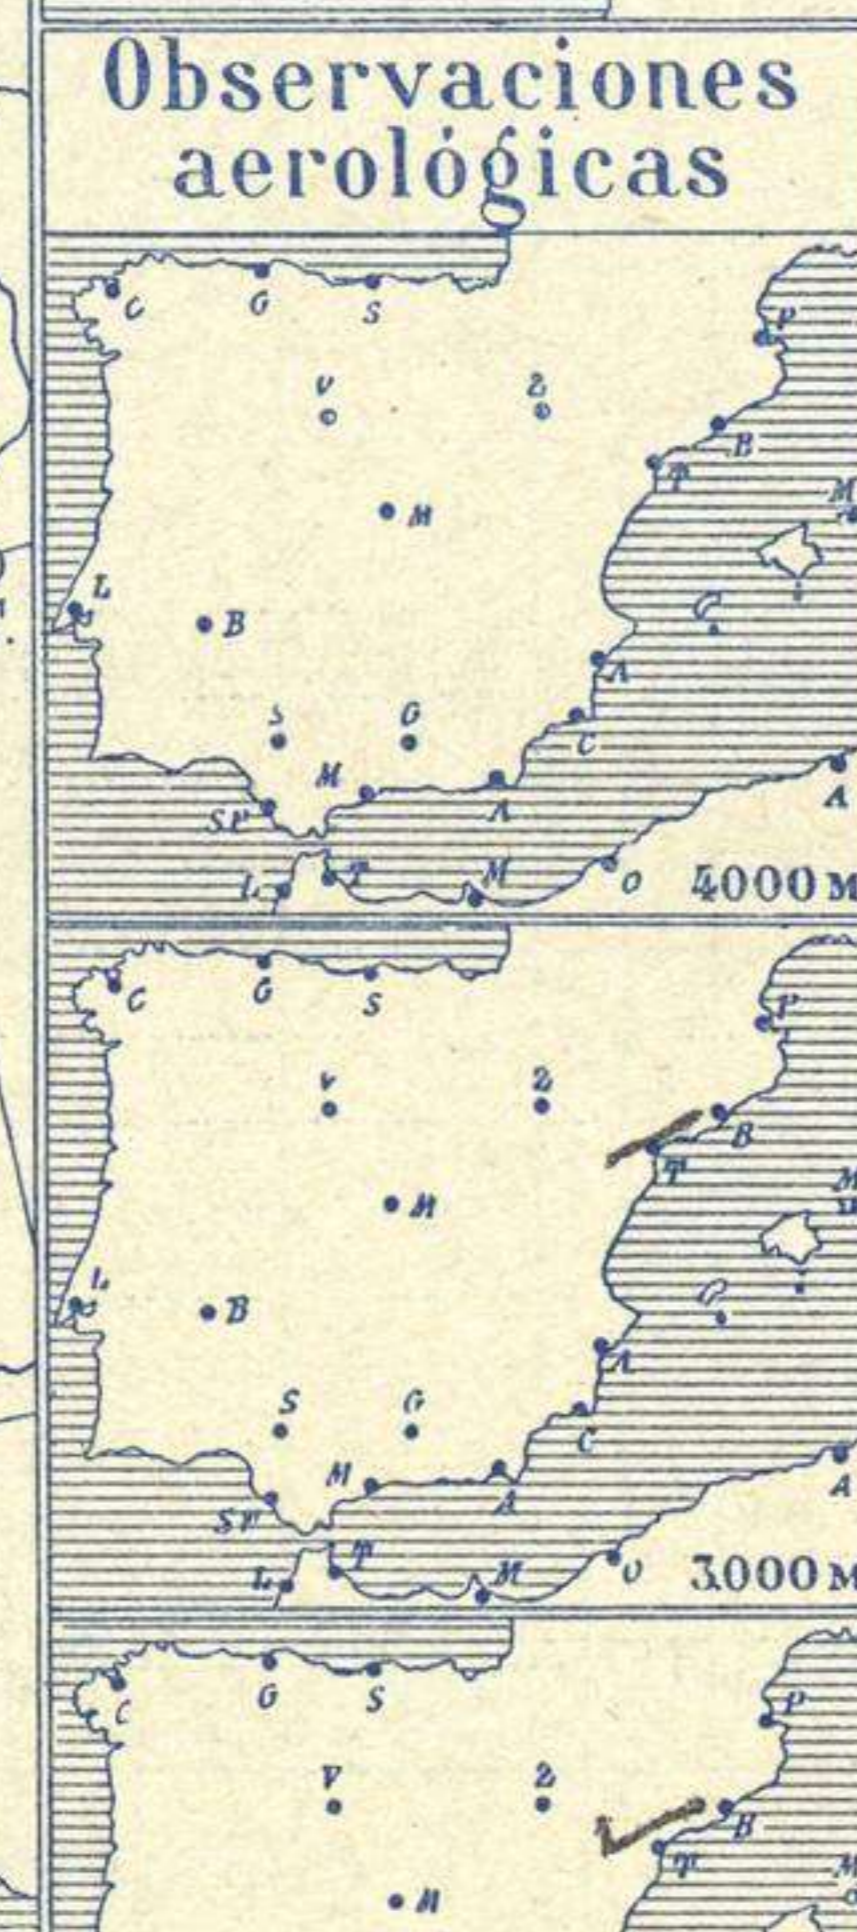 Observaciones
aerológicas
C G S
P
V Z
B
T
M
M
L
B
A
S G
C
M
S.F. A
A
T M
L O 4000 M
C G S
P
V Z
B
T
M
M
L
B
A
S G
C
M
A A
S F
T
L M O 3000 M
C G S P
V Z
B
T
M
M